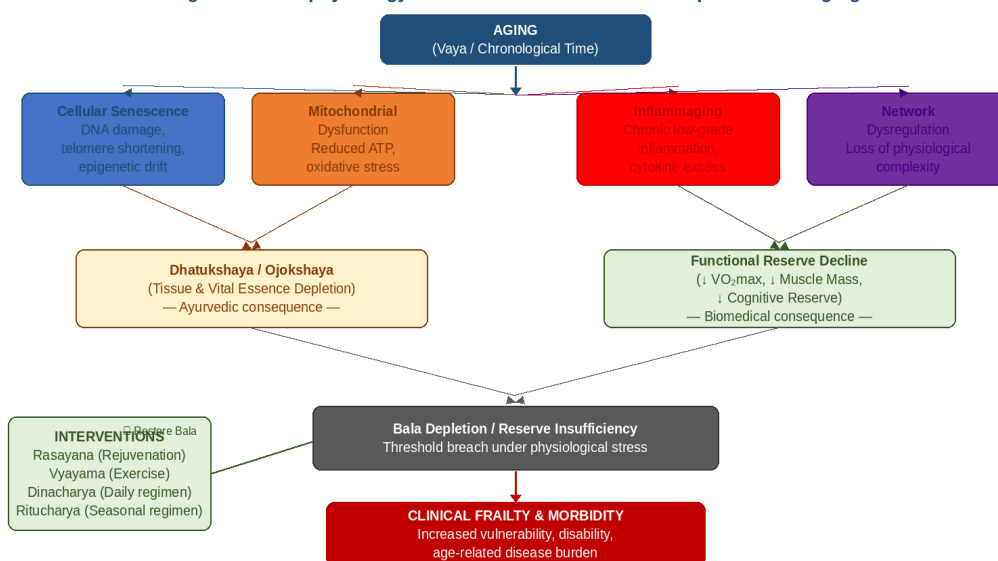 AGING
(Vaya / Chronological Time)
Cellular Senescence
DNA damage,
telomere shortening,
epigenetic drift
Mitochondrial
Dysfunction
Reduced ATP,
oxidative stress
Inflammaging
Chronic low-grade
inflammation,
cytokine excess
Network
Dysregulation
Loss of physiological
complexity
Dhatukshaya / Ojokshaya
(Tissue & Vital Essence Depletion)
— Ayurvedic consequence —
Functional Reserve Decline
(↓ VO₂max, ↓ Muscle Mass,
↓ Cognitive Reserve)
— Biomedical consequence —
Bala Depletion / Reserve Insufficiency
Threshold breach under physiological stress
Restore Bala
INTERVENTIONS
Rasayana (Rejuvenation)
Vyayama (Exercise)
Dinacharya (Daily regimen)
Ritucharya (Seasonal regimen)
CLINICAL FRAILTY & MORBIDITY
Increased vulnerability, disability,
age-related disease burden